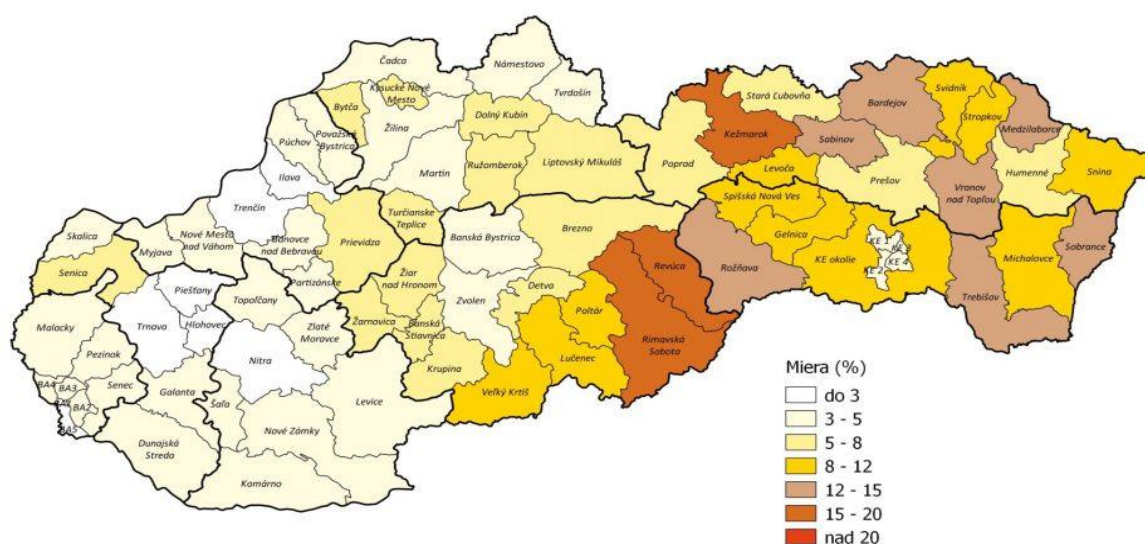 Čadca
Námestovo
Tvrdošín
Kysucké Nové
Mesto
Bytča
Dolný Kubín
Žilina
Považská
Bystrica
Púchov
Ilava
Martin
Ružomberok
Liptovský Mikuláš
Trenčín
Stará Ľubovňa
Kežmarok
Poprad
Levoča
Sabinov
Bardejov
Svidník
Stropkov
Medzilaborce
Prešov
Vranov
nad Topľou
Humenné
Snina
Skalica
Senica
Myjava
Nové Mesto
nad Váhom
Bánovce
nad Bebravou
Prievidza
Partizánske
Turčianske
Teplice
Banská Bystrica
Brezno
Spišská Nová Ves
Gelnica
KE okolie
KE 1
KE 3
KE 2
KE 4
Michalovce
Sobrance
Trebišov
Rožňava
Revúca
Rimavská
Sobota
Žiar
nad Hronom
Žarnovica
Banská
Štiavnica
Zvolen
Detva
Poltár
Lučenec
Krupina
Veľký Krtíš
Piešťany
Topoľčany
Trnava
Hlohovec
Zlaté
Moravce
Nitra
Malacky
Pezinok
Senec
BA4
BA3
BA2
BA5
Galanta
Šaľa
Levice
Nové Zámky
Dunajská
Streda
Komárno
Miera (%)
do 3
3 - 5
5 - 8
8 - 12
12 - 15
15 - 20
nad 20